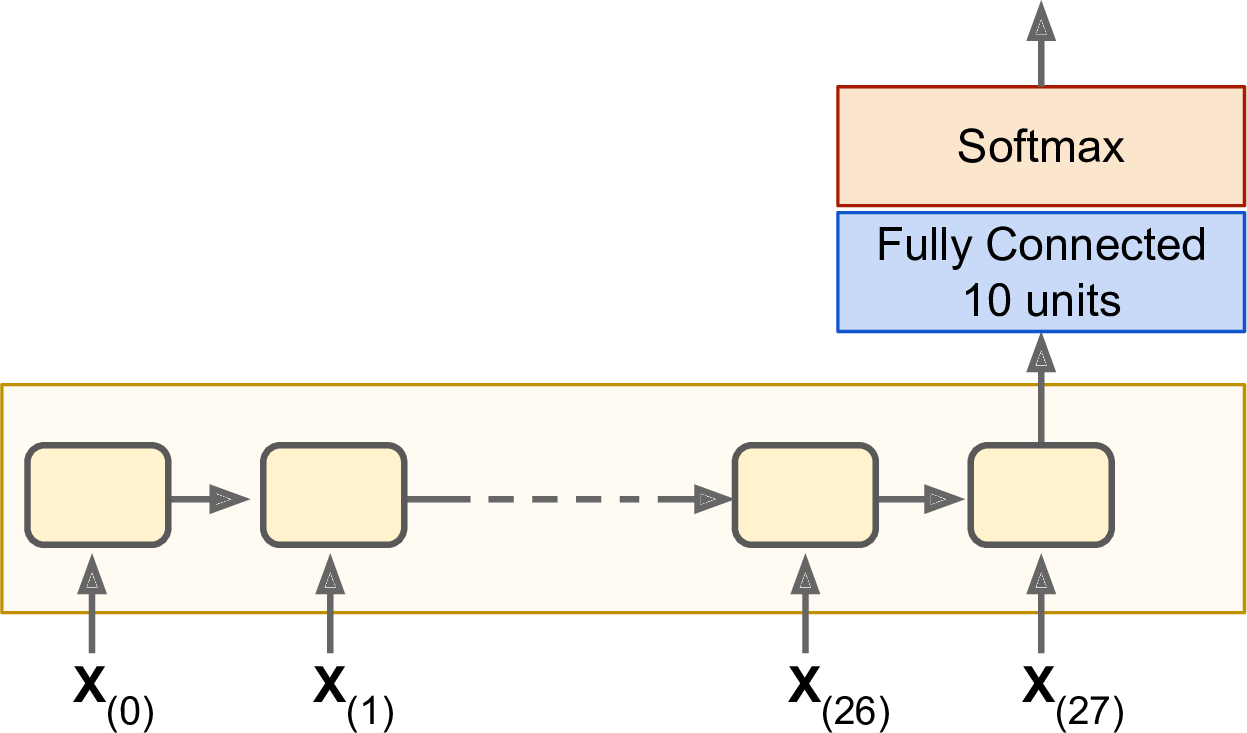 Softmax
Fully Connected
10 units
X(0) X(1) X(26) X(27)